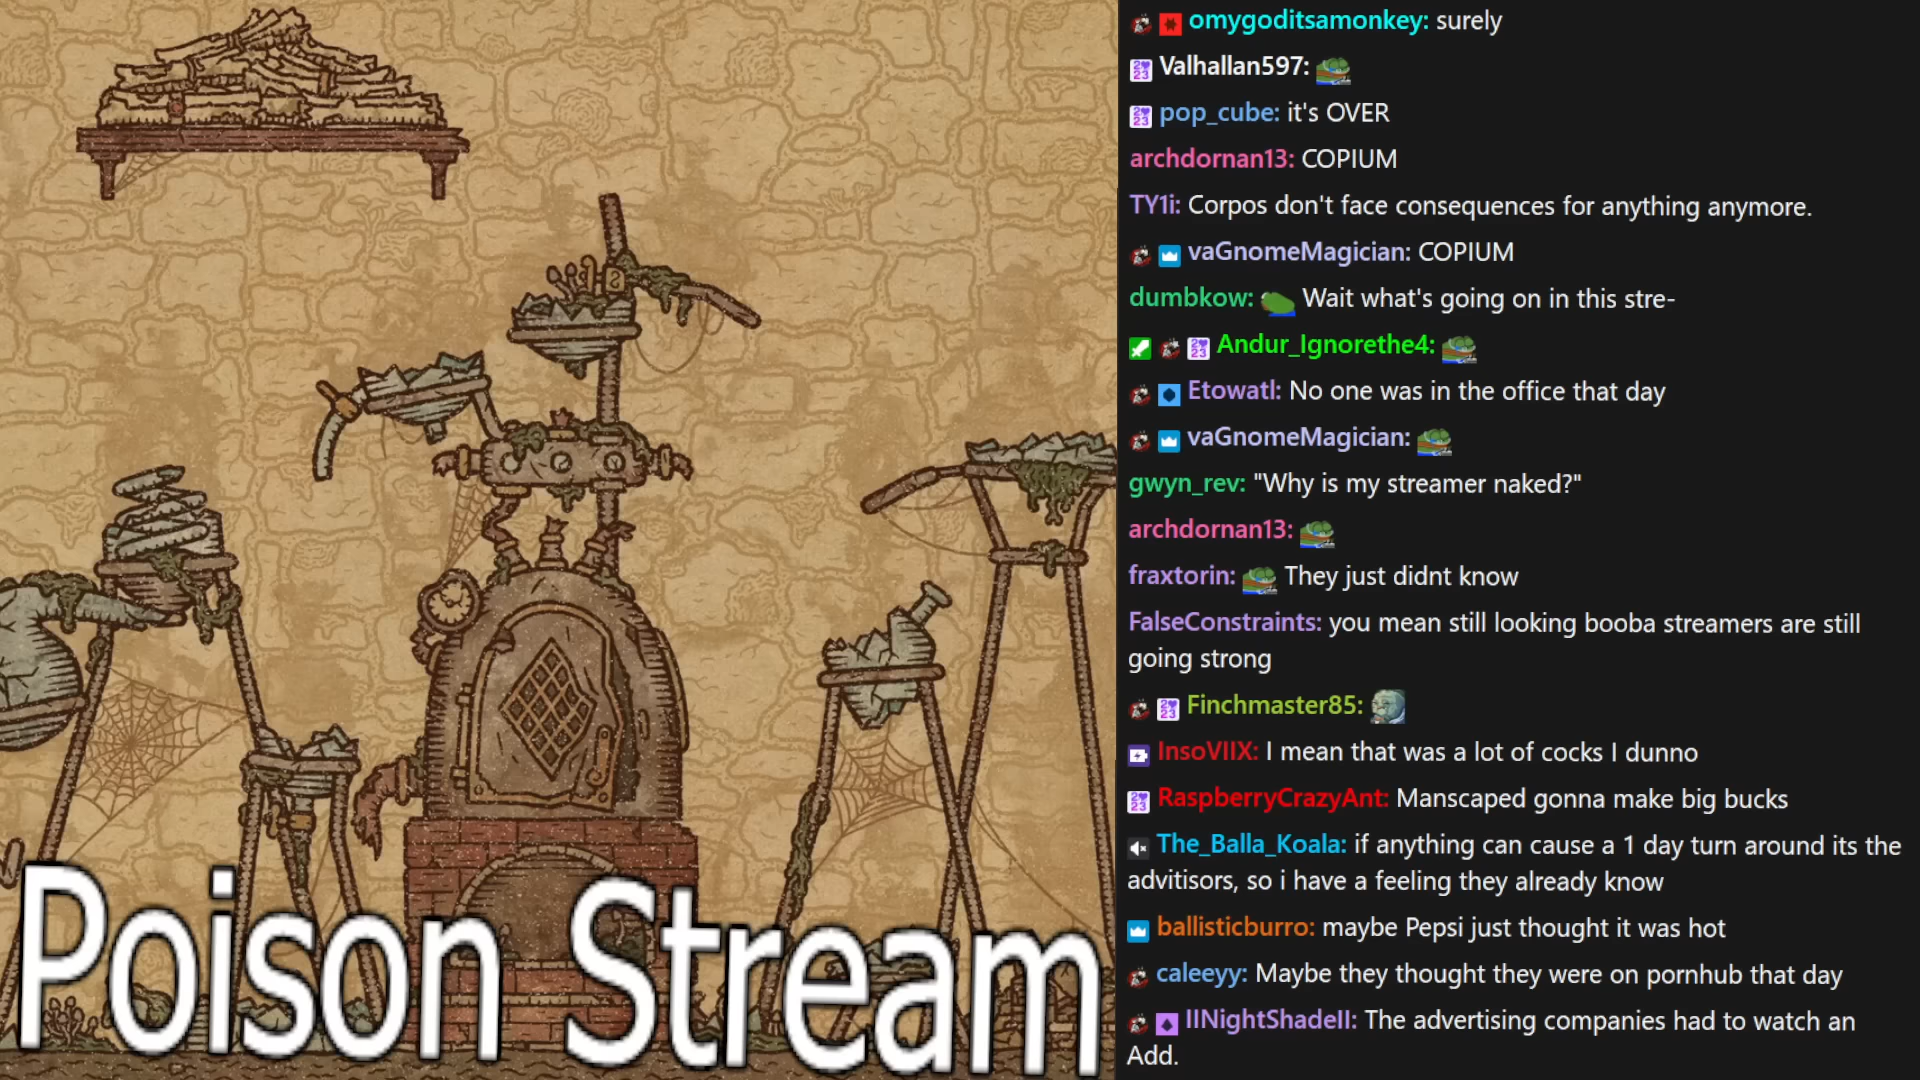 omygoditsamonkey: surely
Valhallan597:
pop_cube: it's OVER
archdornan13: COPIUM
TY1i: Corpos don't face consequences for anything anymore.
vaGnomeMagician: COPIUM
dumbkow: Wait what's going on in this stre-
Andur_Ignorethe4:
Etowatl: No one was in the office that day
vaGnomeMagician:
gwyn_rev: "Why is my streamer naked?"
archdornan13:
fraxtorin: They just didnt know
FalseConstraints: you mean still looking booba streamers are still
going strong
Finchmaster85:
InsoVIIX: I mean that was a lot of cocks I dunno
RaspberryCrazyAnt: Manscaped gonna make big bucks
The_Balla_Koala: if anything can cause a 1 day turn around its the
advitisors, so i have a feeling they already know
ballisticburro: maybe Pepsi just thought it was hot
caleeyy: Maybe they thought they were on pornhub that day
IINightShadeII: The advertising companies had to watch an
Add.
Poison Stream